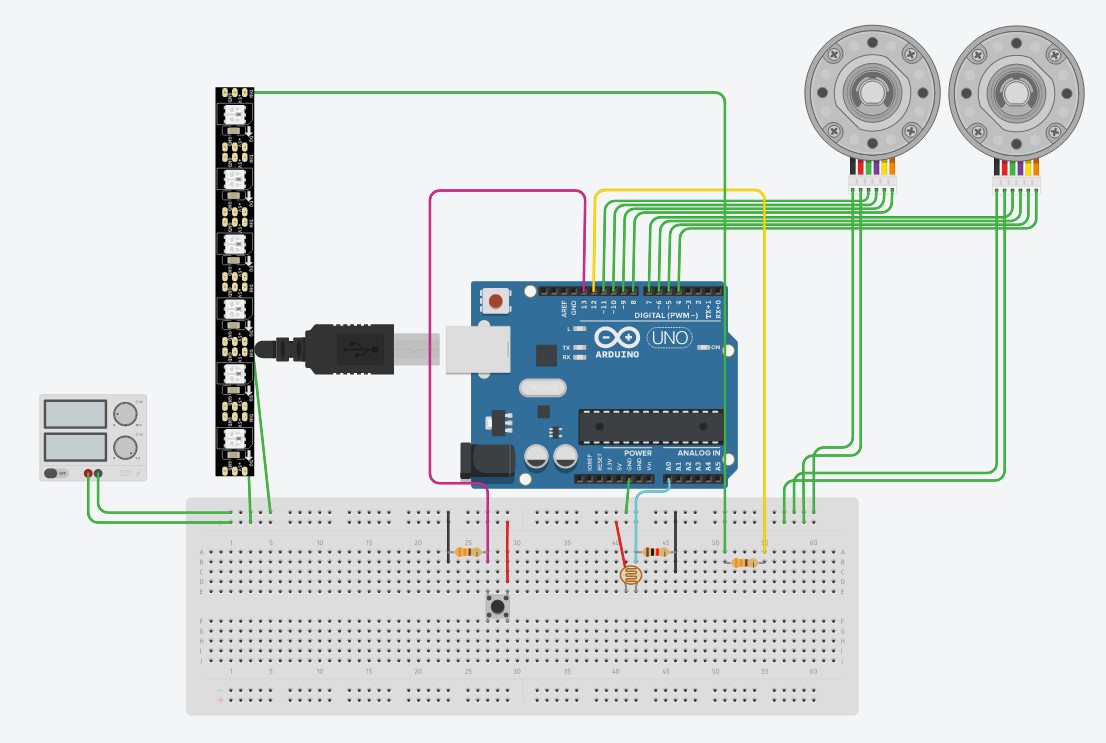 AREF
GND
13
12
~11
~10
~9
8
7
~6
~5
4
~3
2
TX→1
RX←0
DIGITAL (PWM~)
L
TX
RX
UNO
ARDUINO
ON
POWER
ANALOG IN
IOREF
RESET
3.3V
5V
GND
GND
Vin
A0
A1
A2
A3
A4
A5
OFF
1 5 10 15 20 25 30 40 45 50 55 60
A A
B B
C C
D D
E E
F F
G G
H H
I I
J J
1 5 10 15 20 25 30 35 40 45 50 55 60